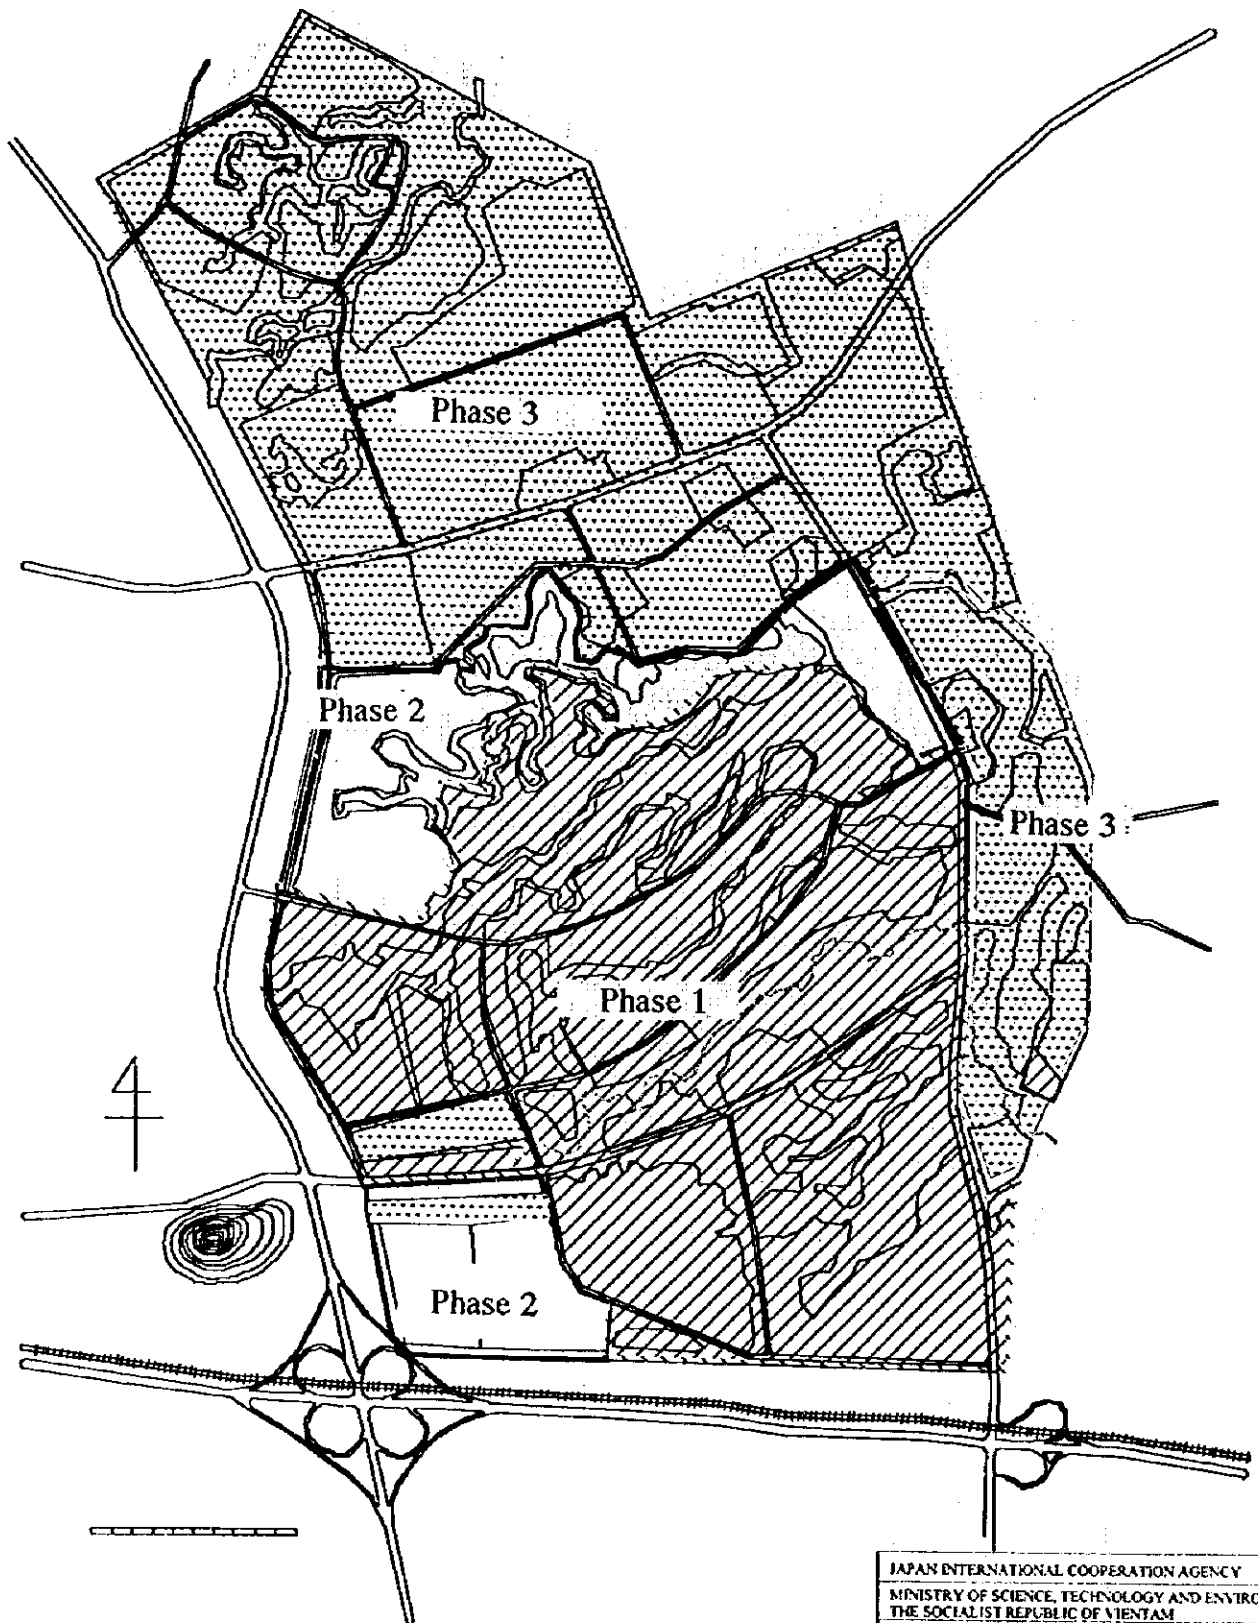 Phase 3
Phase 2
Phase 3
Phase 1
Phase 2
JAPAN INTERNATIONAL COOPERATION AGENCY
MINISTRY OF SCIENCE, TECHNOLOGY AND ENVIRO
THE SOCIALIST REPUBLIC OF VIENTAM